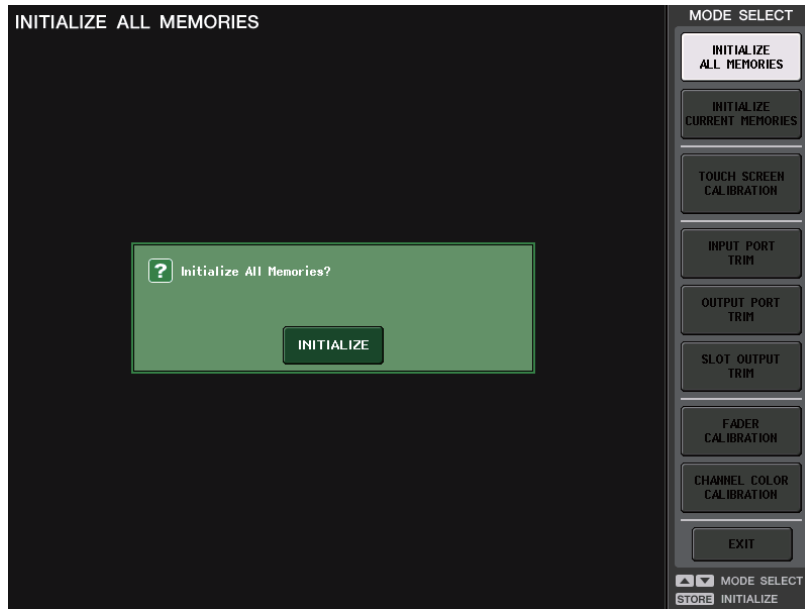 INITIALIZE ALL MEMORIES
? Initialize All Memories?
INITIALIZE
MODE SELECT
INITIALIZE
ALL MEMORIES
INITIALIZE
CURRENT MEMORIES
TOUCH SCREEN
CALIBRATION
INPUT PORT
TRIM
OUTPUT PORT
TRIM
SLOT OUTPUT
TRIM
FADER
CALIBRATION
CHANNEL COLOR
CALIBRATION
EXIT
MODE SELECT
STORE INITIALIZE